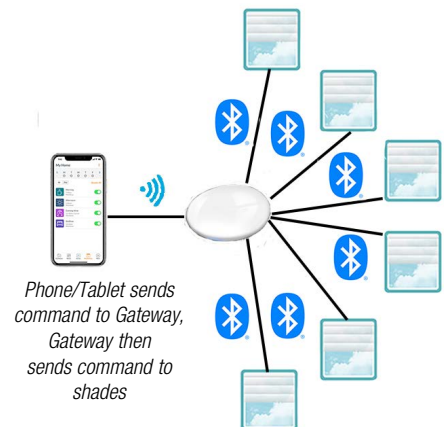 Phone/Tablet sends
command to Gateway,
Gateway then
sends command to
shades